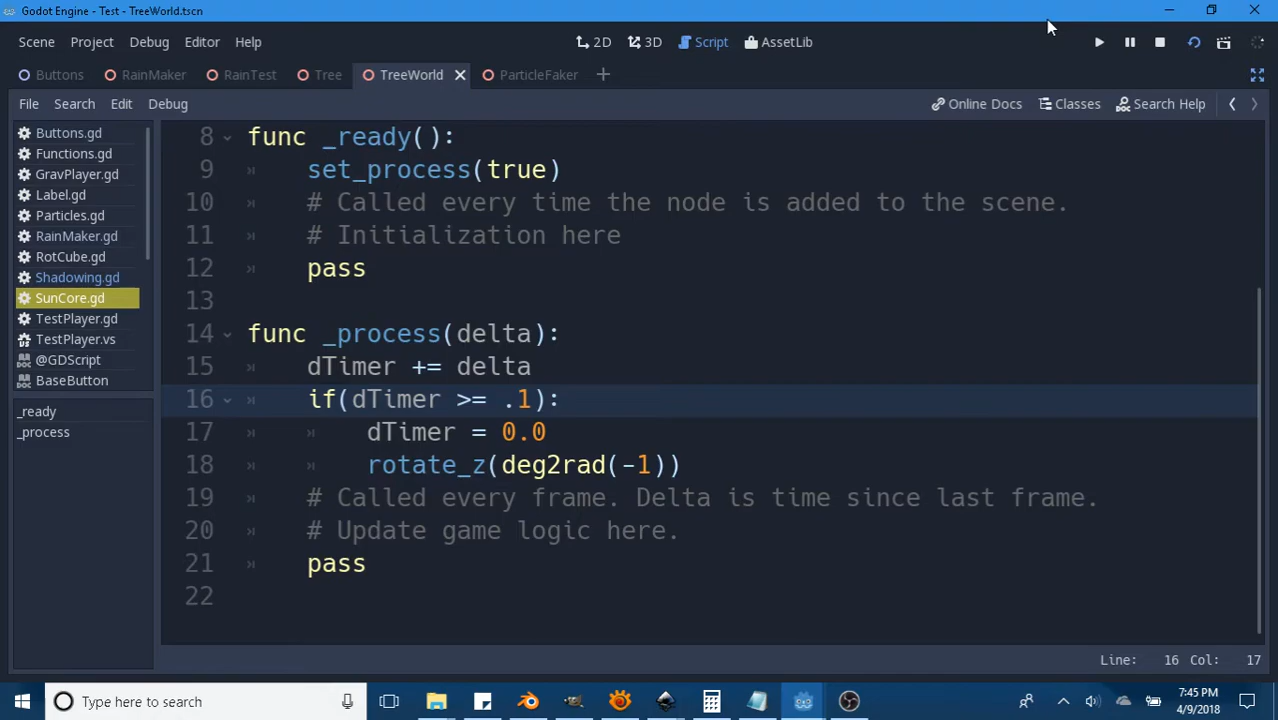 Godot Engine - Test - TreeWorld.tscn
Scene Project Debug Editor Help 2D 3D Script AssetLib
Buttons RainMaker RainTest Tree TreeWorld ParticleFaker
File Search Edit Debug Online Docs Classes Search Help
Buttons.gd
Functions.gd
GravPlayer.gd
Label.gd
Particles.gd
RainMaker.gd
RotCube.gd
Shadowing.gd
SunCore.gd
TestPlayer.gd
TestPlayer.vs
@GDScript
BaseButton
_ready
_process
8 func _ready():
9 set_process(true)
10 # Called every time the node is added to the scene.
11 # Initialization here
12 pass
13
14 func _process(delta):
15 dTimer += delta
16 if(dTimer >= .1):
17 dTimer = 0.0
18 rotate_z(deg2rad(-1))
19 # Called every frame. Delta is time since last frame.
20 # Update game logic here.
21 pass
22
Line: 16 Col: 17
Type here to search
7:45 PM
4/9/2018